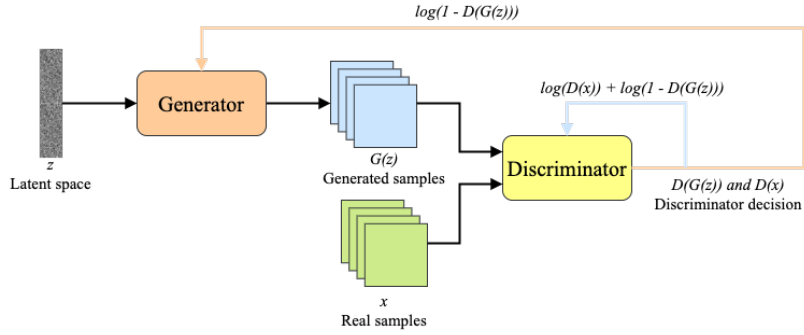 log(1 - D(G(z)))
Generator
z
Latent space
G(z)
Generated samples
log(D(x)) + log(1 - D(G(z)))
Discriminator
D(G(z)) and D(x)
Discriminator decision
x
Real samples